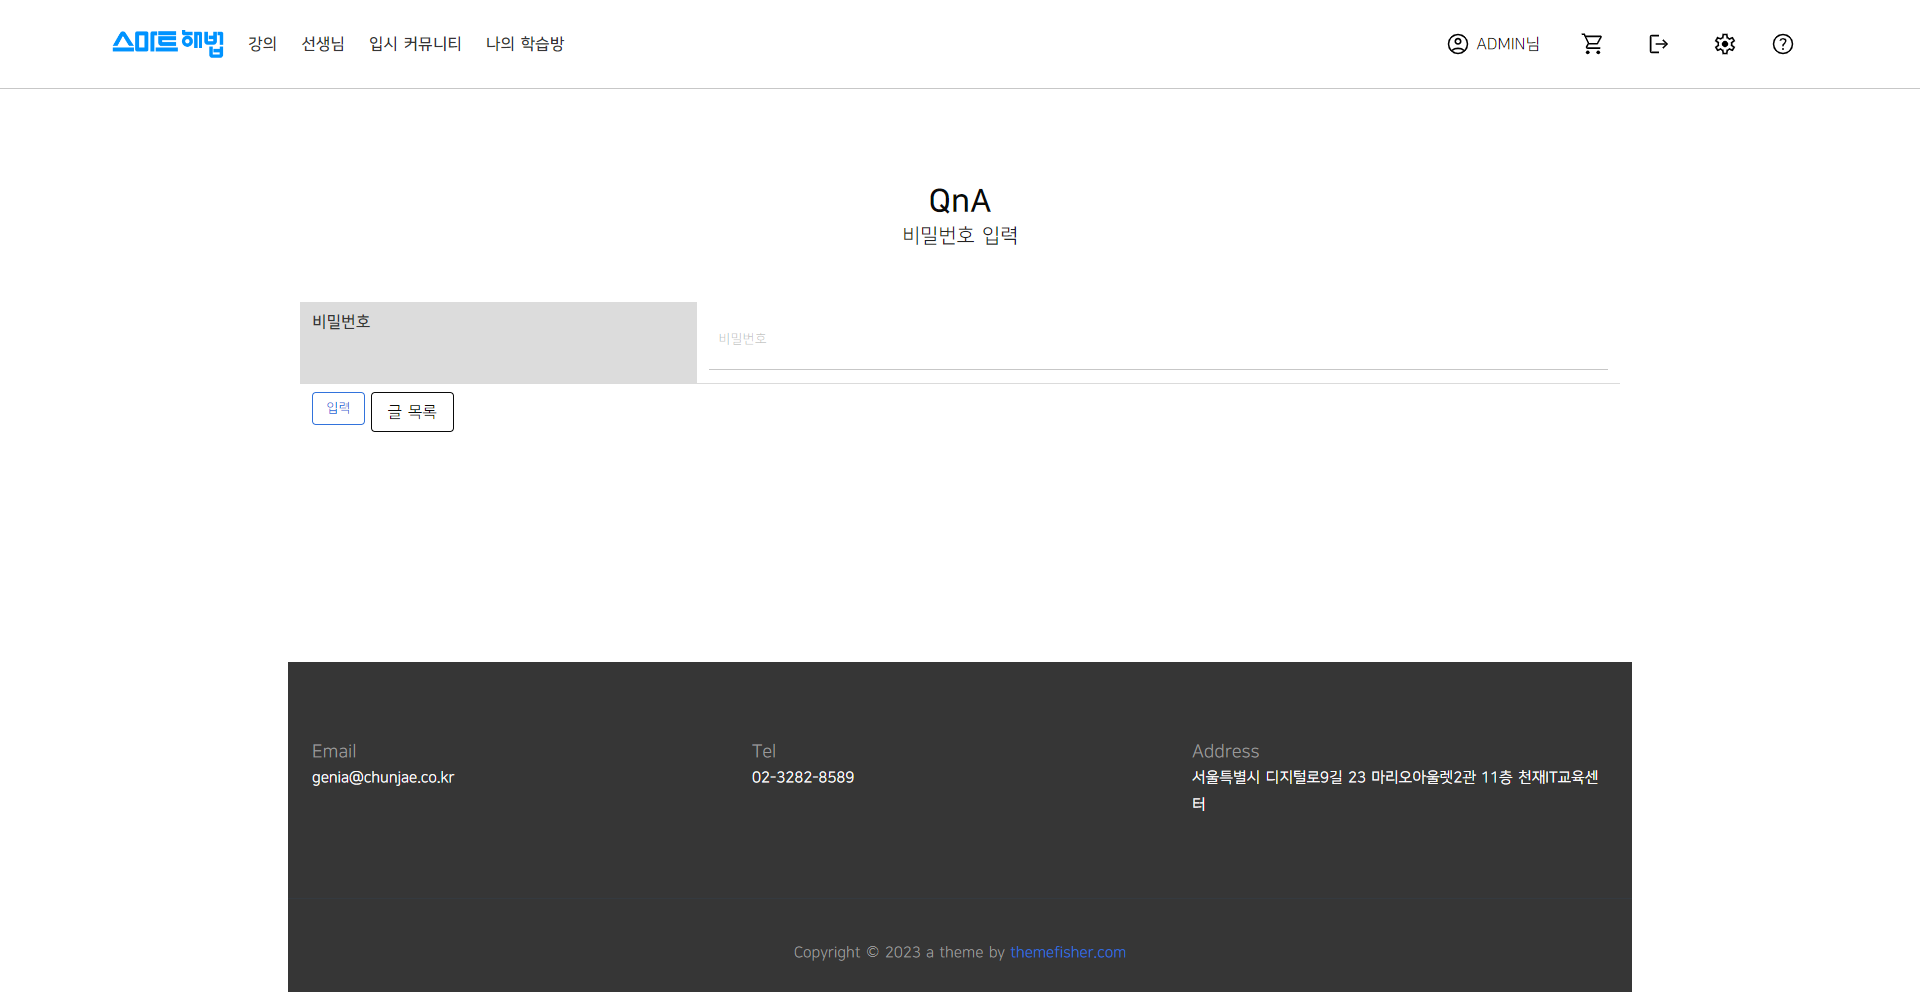 스마트해법 강의 선생님 입시 커뮤니티 나의 학습방 ADMIN님
QnA
비밀번호 입력
비밀번호 비밀번호
입력 글 목록
Email
genia@chunjae.co.kr
Tel
02-3282-8589
Address
서울특별시 디지털로9길 23 마리오아울렛2관 11층 천재IT교육센
터
Copyright © 2023 a theme by themefisher.com